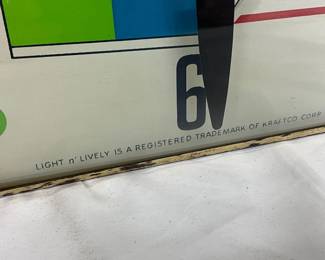 6
LIGHT n' LIVELY IS A REGISTERED TRADEMARK OF KRAFTCO CORP